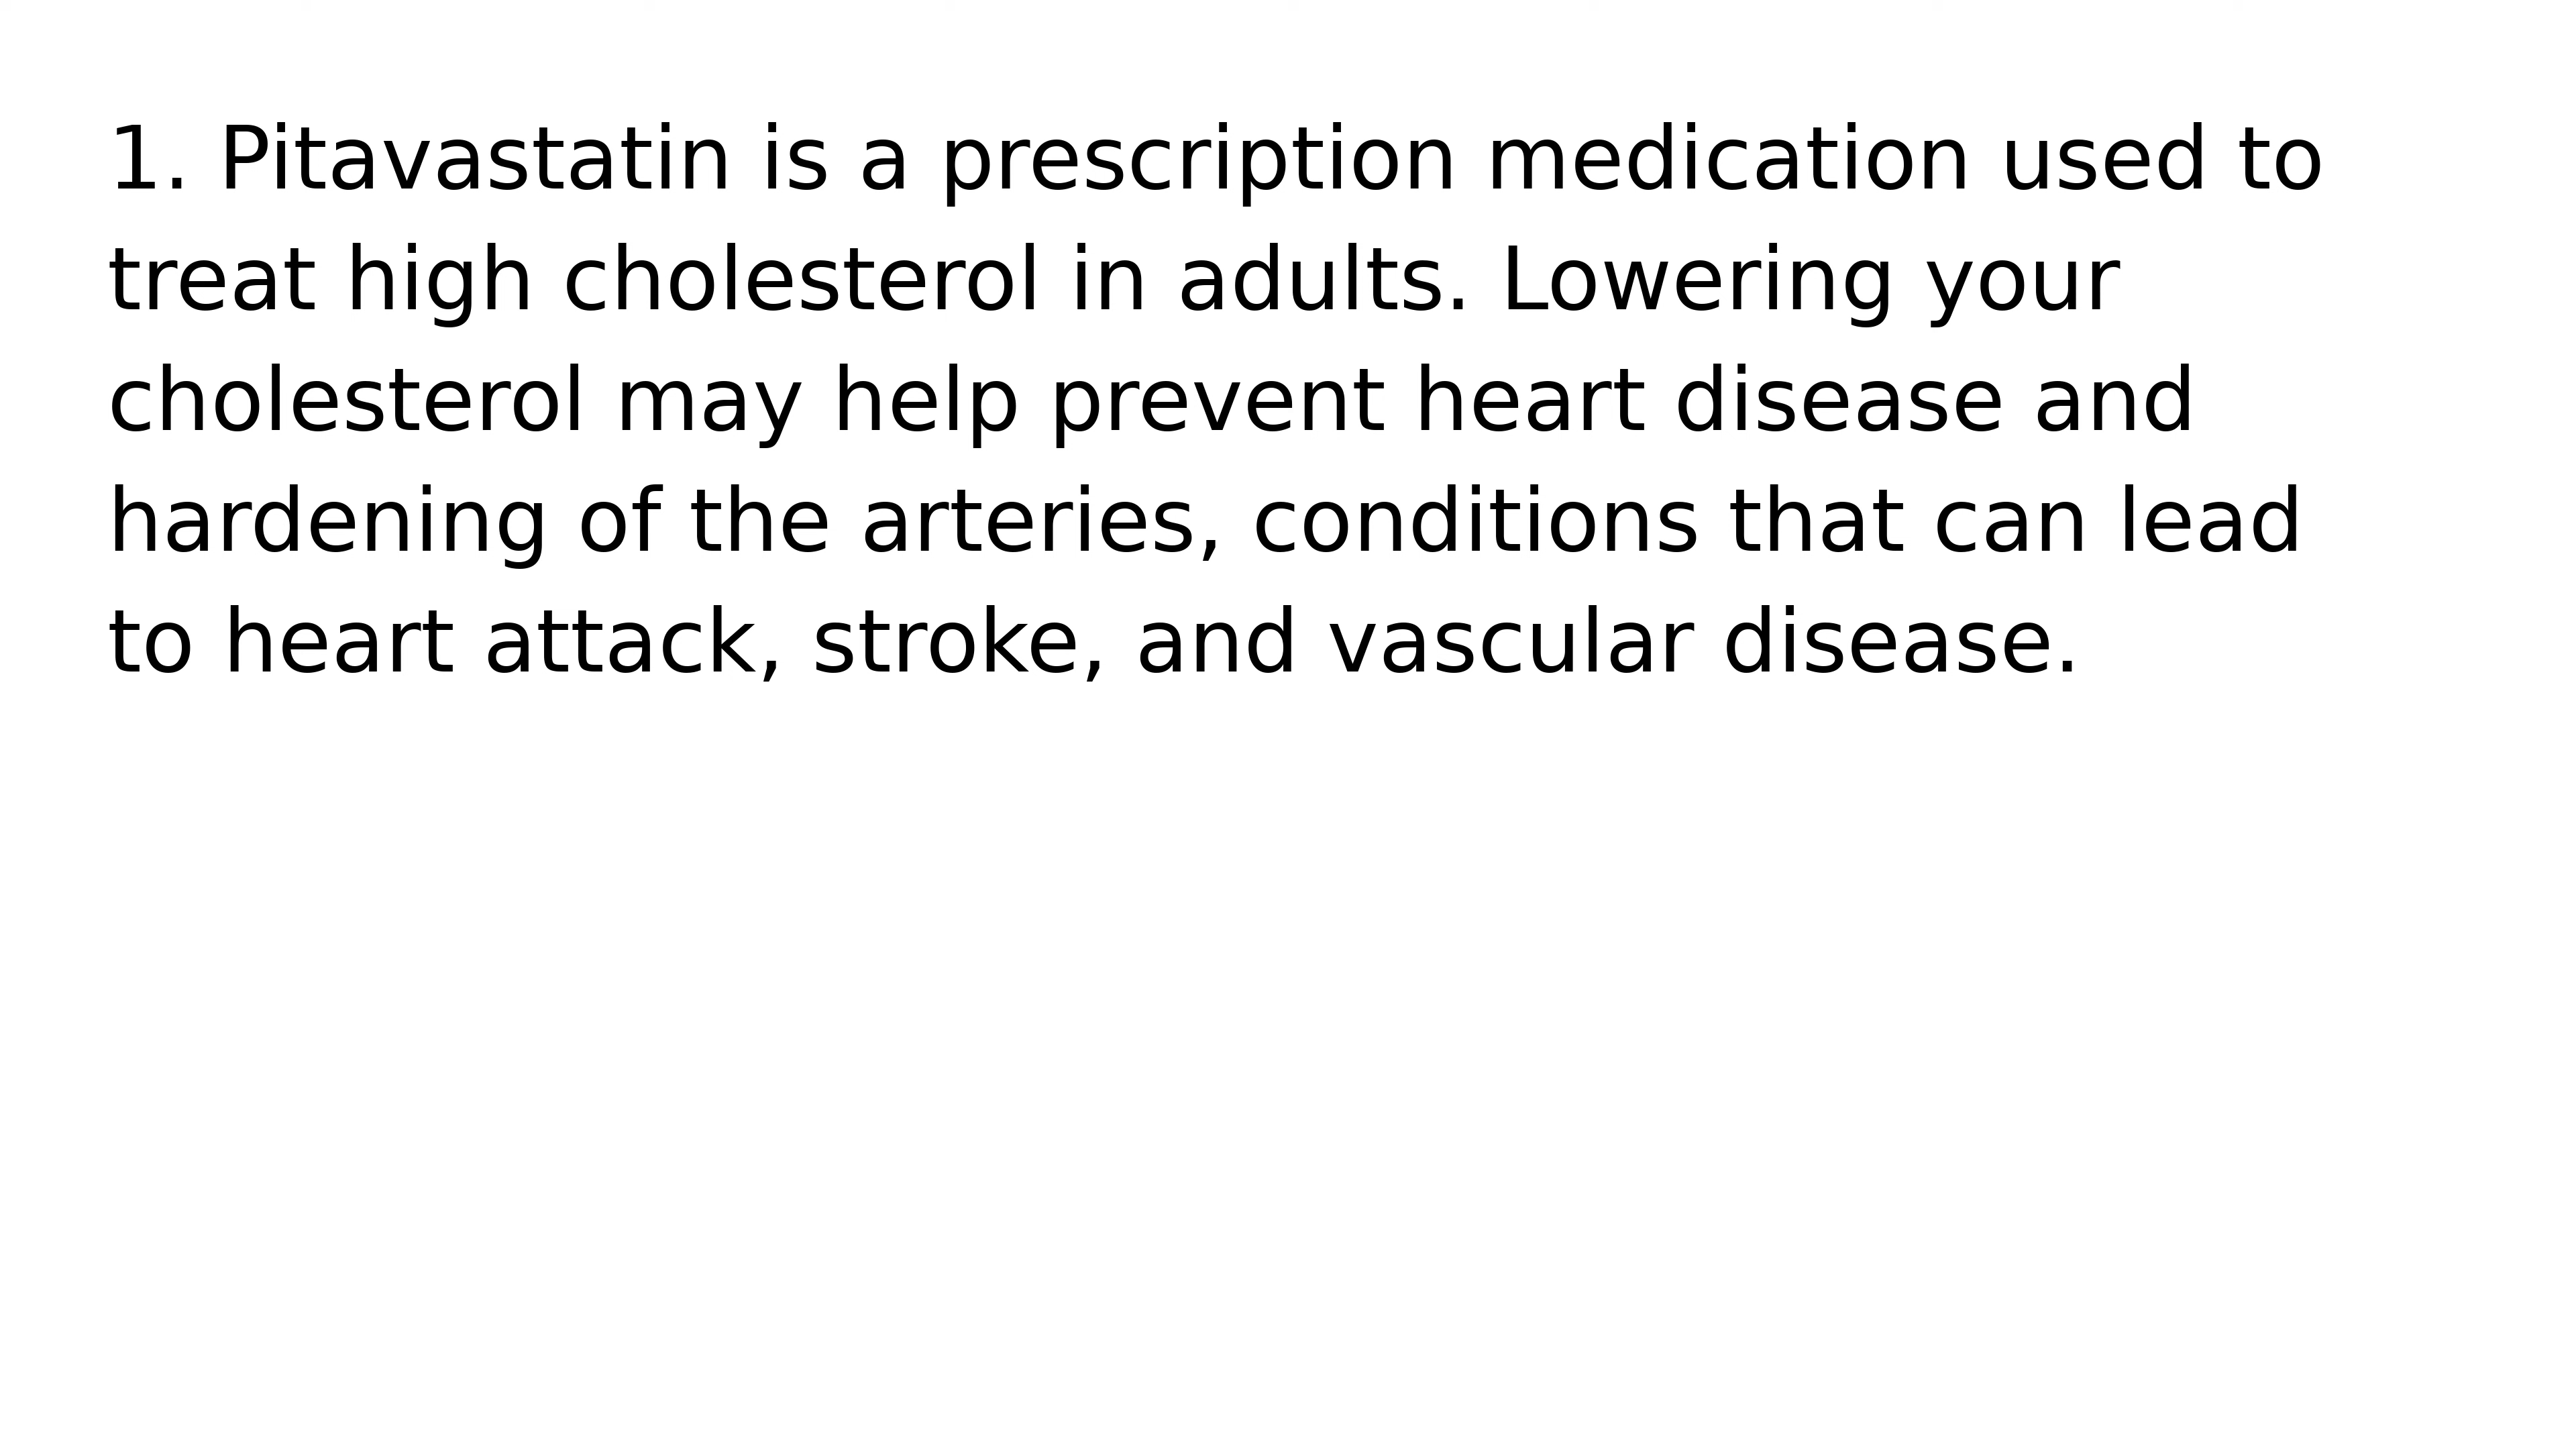 1. Pitavastatin is a prescription medication used to
treat high cholesterol in adults. Lowering your
cholesterol may help prevent heart disease and
hardening of the arteries, conditions that can lead
to heart attack, stroke, and vascular disease.